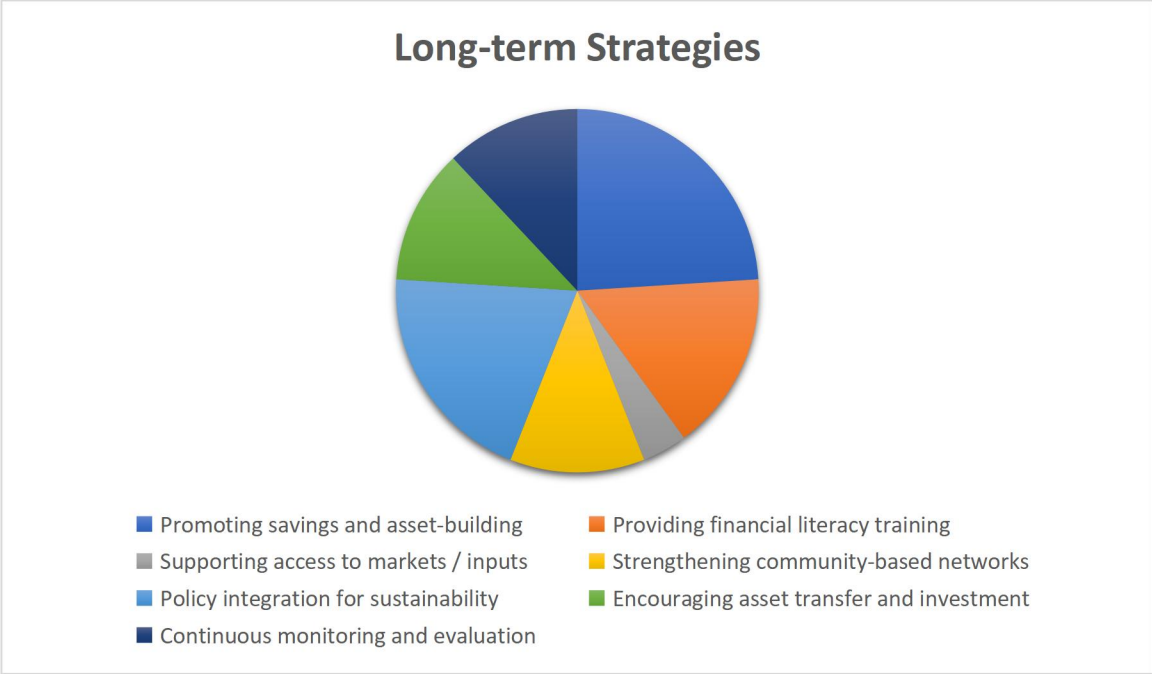 Long-term Strategies
Promoting savings and asset-building
Providing financial literacy training
Supporting access to markets / inputs
Strengthening community-based networks
Policy integration for sustainability
Encouraging asset transfer and investment
Continuous monitoring and evaluation